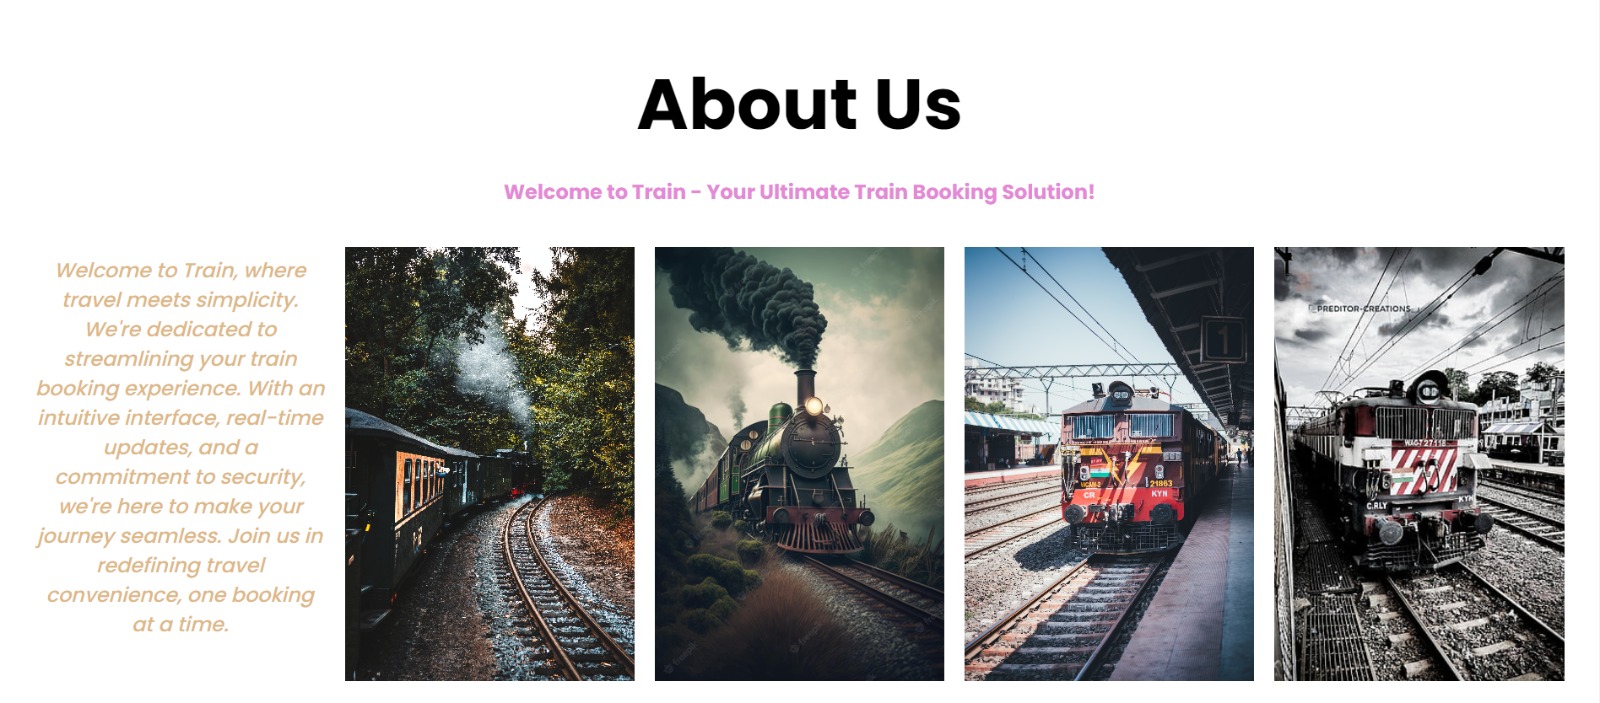 About Us
Welcome to Train - Your Ultimate Train Booking Solution!
Welcome to Train, where
travel meets simplicity.
We're dedicated to
streamlining your train
booking experience. With an
intuitive interface, real-time
updates, and a
commitment to security,
we're here to make your
journey seamless. Join us in
redefining travel
convenience, one booking
at a time.
1
WCAM-2
21863
CR
KYN
PREDITOR-CREATIONS
KYN
C.RLY